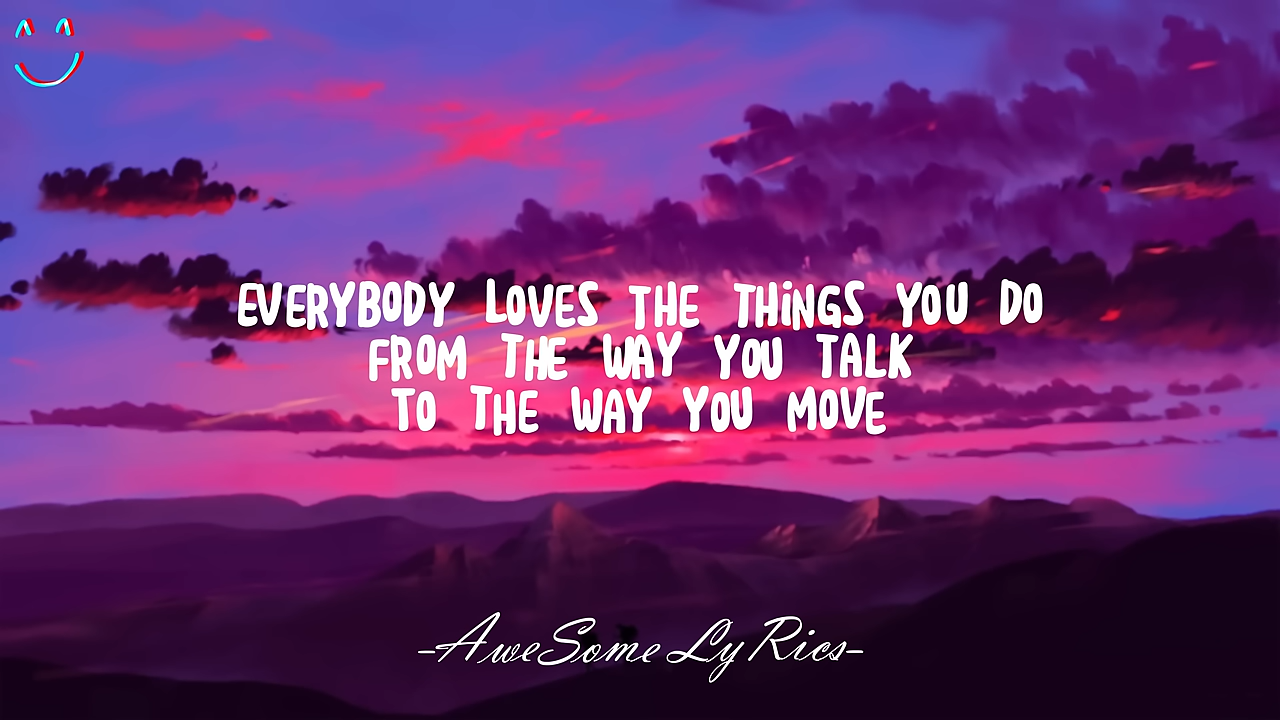 EVERYBODY LOVES THE THiNGS YOU DO
FROM THE WAY YOU TALK
TO THE WAY YOU MOVE
-AweSome LyRics-